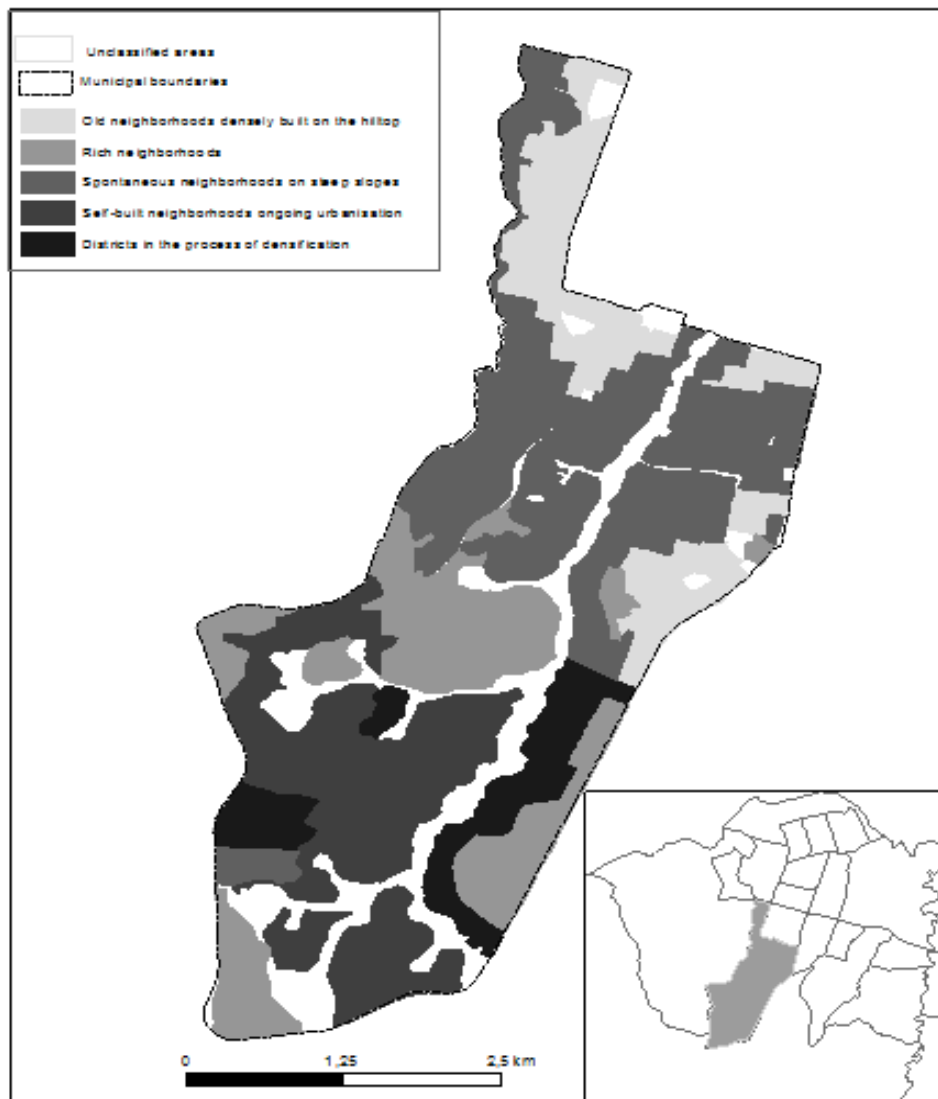 Unclassified areas
Municipal boundaries
Old neighborhoods densely built on the hilltop
Rich neighborhoods
Spontaneous neighborhoods on steep slopes
Self-built neighborhoods ongoing urbanisation
Districts in the process of densification
0 1,25 2,5 km